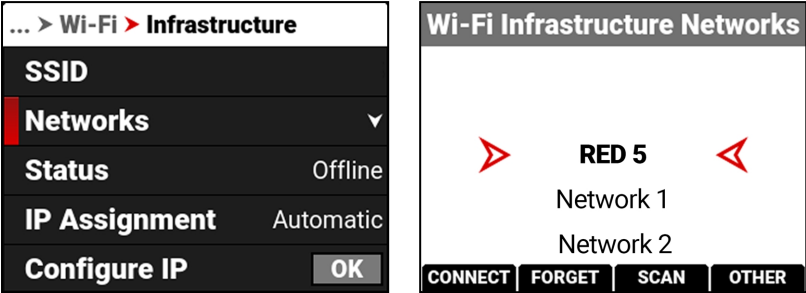 ... > Wi-Fi > Infrastructure
SSID
Networks
Status Offline
IP Assignment Automatic
Configure IP OK
Wi-Fi Infrastructure Networks
RED 5
Network 1
Network 2
CONNECT FORGET SCAN OTHER